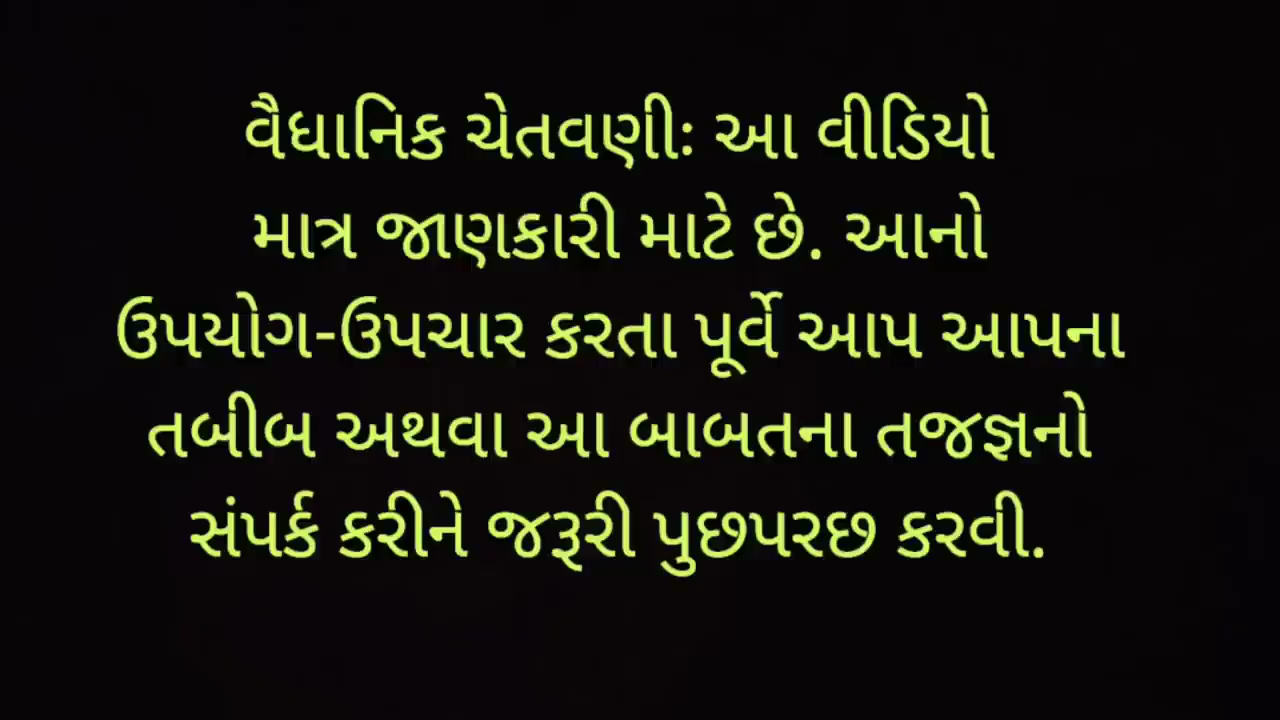 વૈધાનિક ચેતવણીઃ આ વીડિયો
માત્ર જાણકારી માટે છે. આનો
ઉપયોગ-ઉપચાર કરતા પૂર્વે આપ આપના
તબીબ અથવા આ બાબતના તજજ્ઞનો
સંપર્ક કરીને જરૂરી પુછપરછ કરવી.